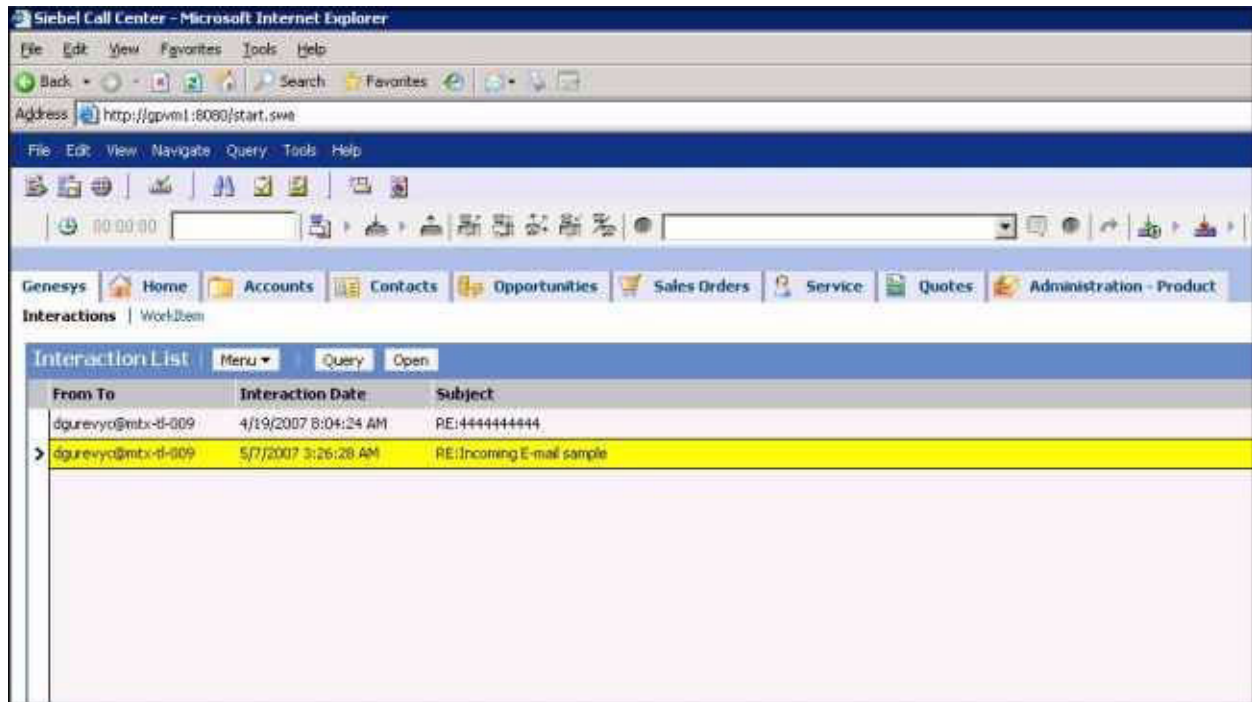 Siebel Call Center - Microsoft Internet Explorer
File Edit View Favorites Tools Help
Back Search Favorites
Address http://gpvm1:8080/start.swe
File Edit View Navigate Query Tools Help
00:00:00
Genesys Home Accounts Contacts Opportunities Sales Orders Service Quotes Administration - Product
Interactions | WorkItem
Interaction List Menu Query Open
From To Interaction Date Subject
dgurevyc@mtx-tl-009 4/19/2007 8:04:24 AM RE:4444444444
dgurevyc@mtx-tl-009 5/7/2007 3:26:28 AM RE:Incoming E-mail sample